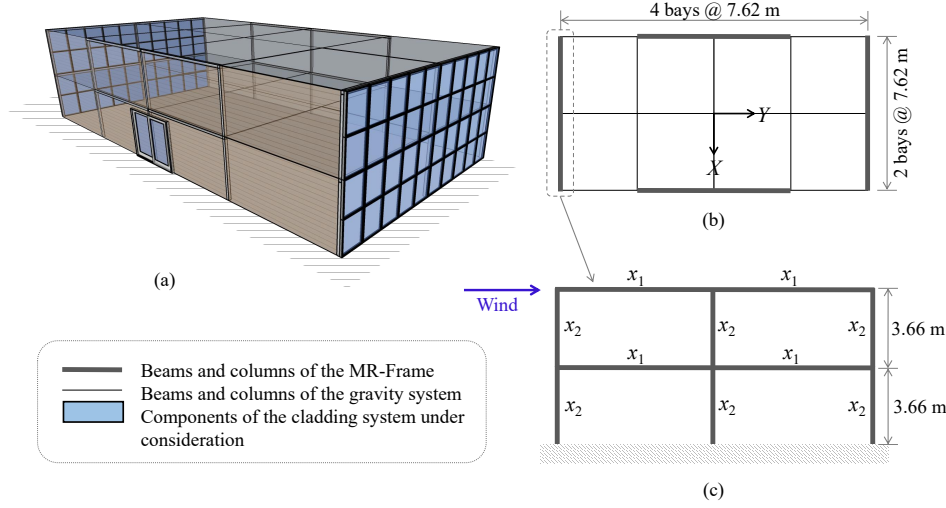 4 bays @ 7.62 m
2 bays @ 7.62 m
Y
X
(a)
(b)
Wind
x1 x1
x2 x2 x2
3.66 m
x1 x1
x2 x2 x2
3.66 m
Beams and columns of the MR-Frame
Beams and columns of the gravity system
Components of the cladding system under
consideration
(c)